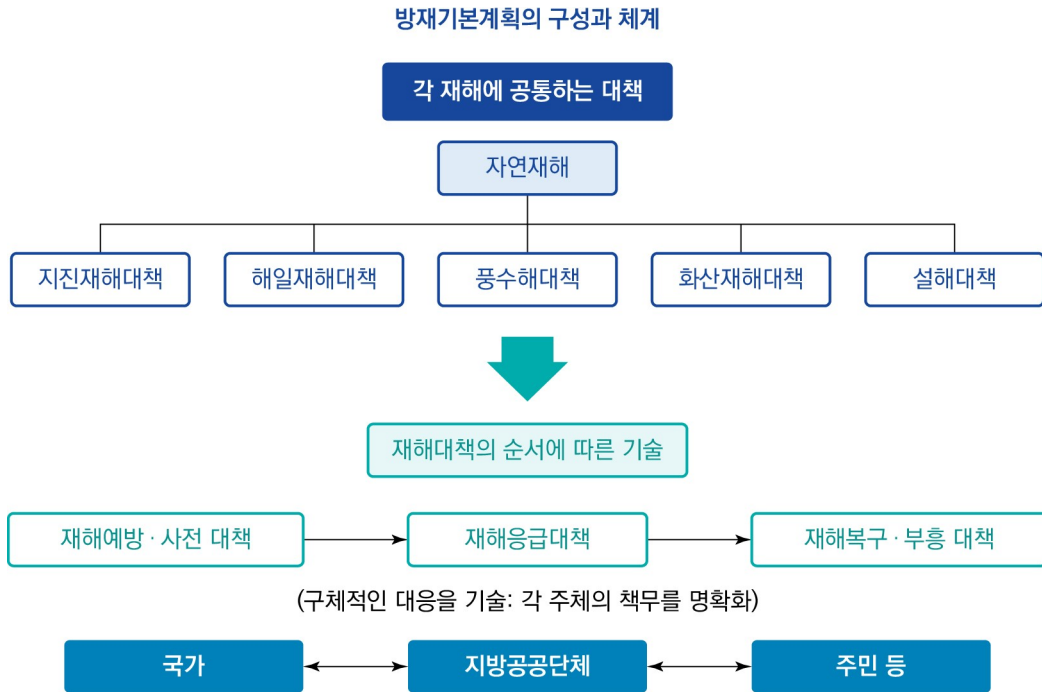 방재기본계획의 구성과 체계
각 재해에 공통하는 대책
자연재해
지진재해대책
해일재해대책
풍수해대책
화산재해대책
설해대책
재해대책의 순서에 따른 기술
재해예방 · 사전 대책
재해응급대책
재해복구 · 부흥 대책
(구체적인 대응을 기술: 각 주체의 책무를 명확화)
국가
지방공공단체
주민 등